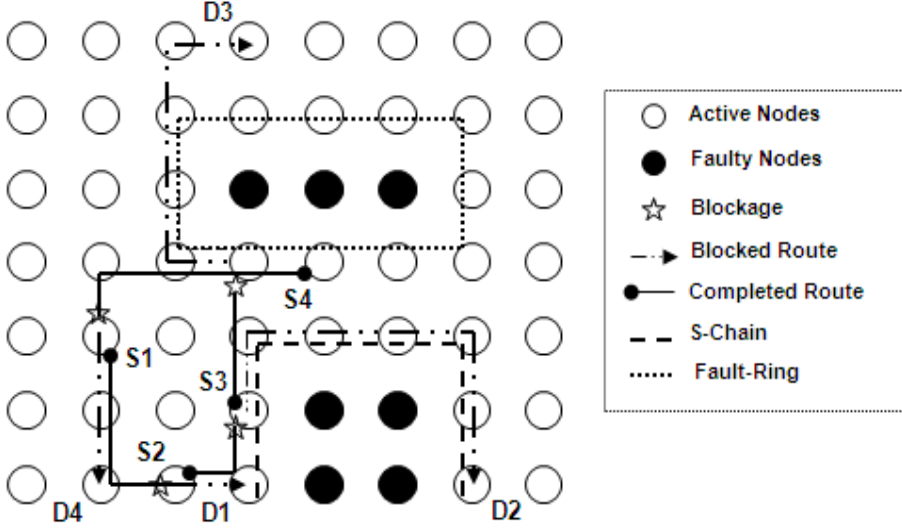 D3
Active Nodes
Faulty Nodes
Blockage
Blocked Route
S4
Completed Route
S-Chain
S1
S3
Fault-Ring
S2
D4
D1
D2